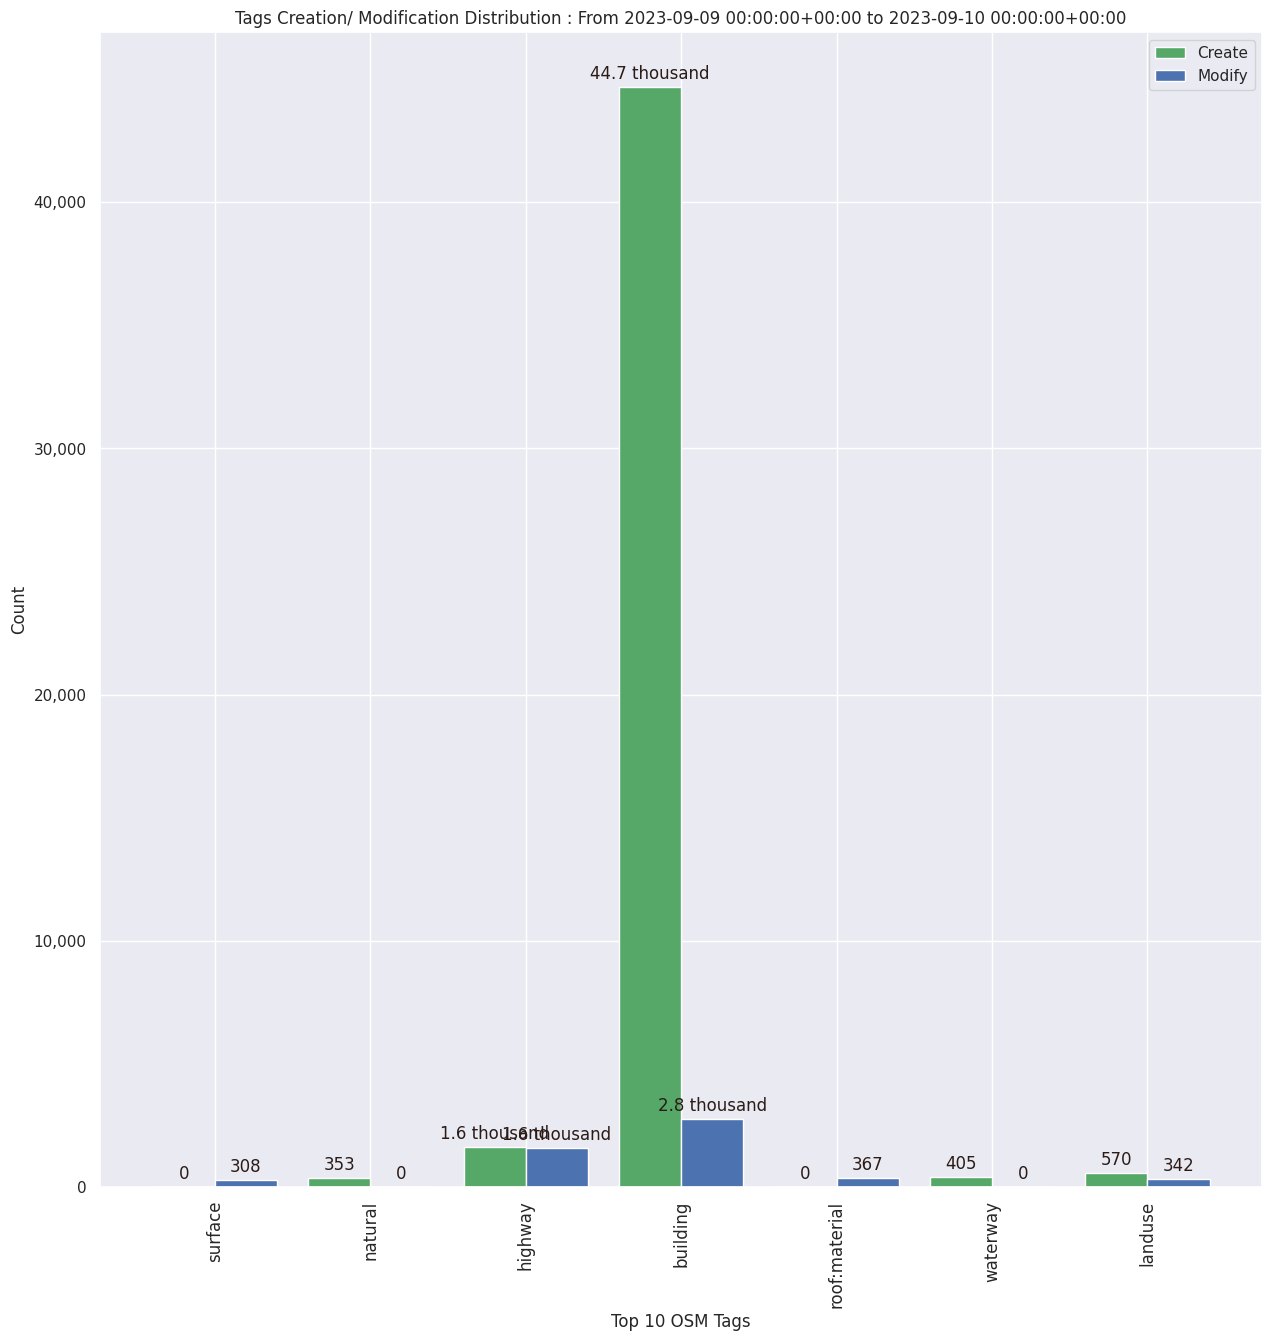 Tags Creation/ Modification Distribution : From 2023-09-09 00:00:00+00:00 to 2023-09-10 00:00:00+00:00
Create
Modify
44.7 thousand
40,000
30,000
20,000
10,000
0
Count
0
308
353
0
1.6 thousand
1.6 thousand
2.8 thousand
0
367
405
0
570
342
surface
natural
highway
building
roof:material
waterway
landuse
Top 10 OSM Tags